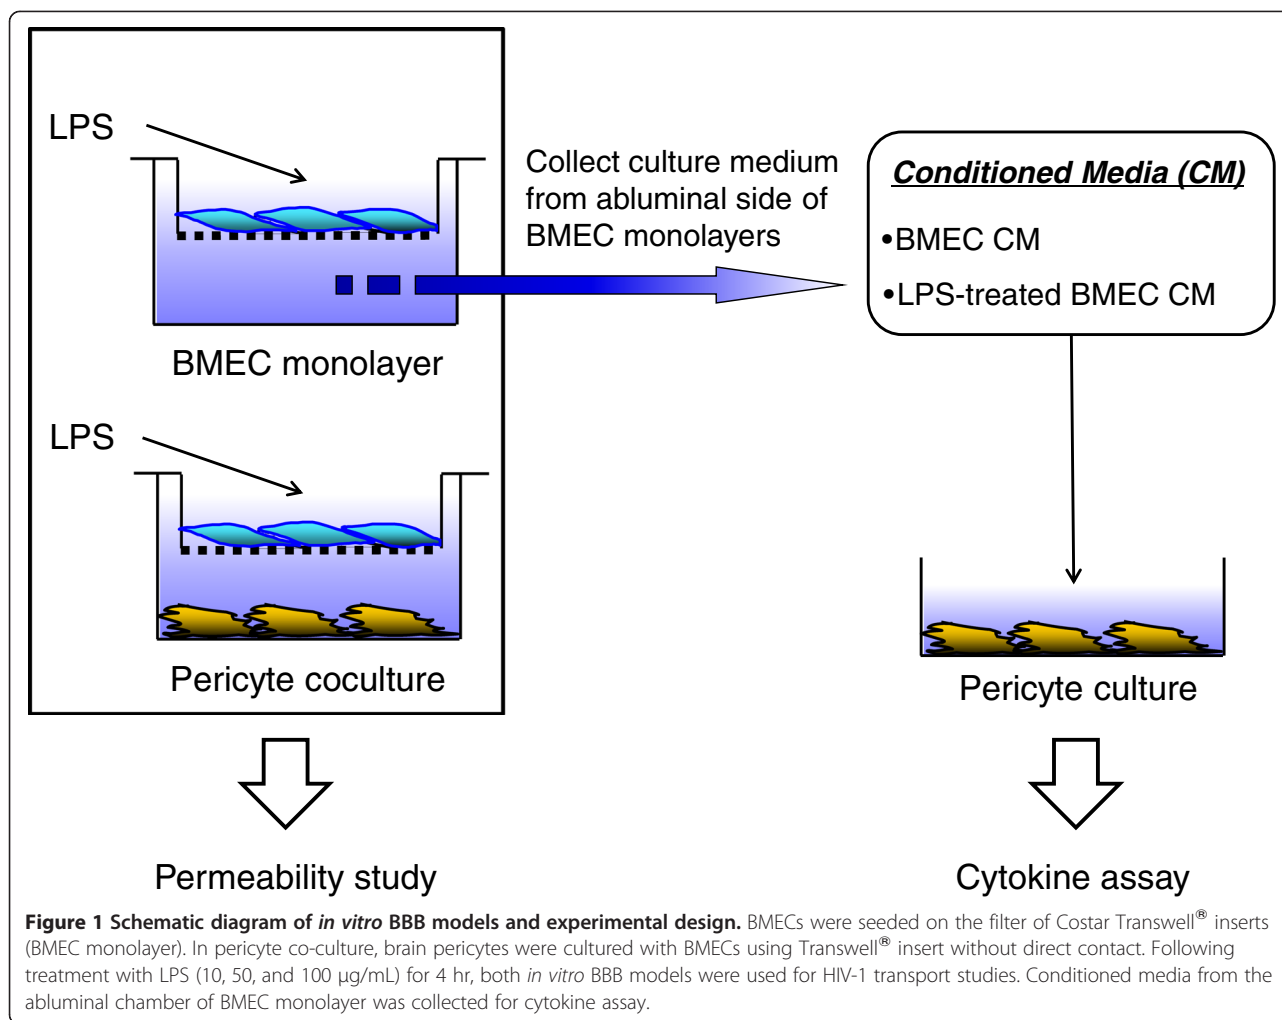 LPS
Collect culture medium
from abluminal side of
BMEC monolayers
Conditioned Media (CM)
•BMEC CM
•LPS-treated BMEC CM
BMEC monolayer
LPS
Pericyte coculture
Pericyte culture
Permeability study
Cytokine assay
Figure 1 Schematic diagram of in vitro BBB models and experimental design. BMECs were seeded on the filter of Costar Transwell® inserts
(BMEC monolayer). In pericyte co-culture, brain pericytes were cultured with BMECs using Transwell® insert without direct contact. Following
treatment with LPS (10, 50, and 100 μg/mL) for 4 hr, both in vitro BBB models were used for HIV-1 transport studies. Conditioned media from the
abluminal chamber of BMEC monolayer was collected for cytokine assay.